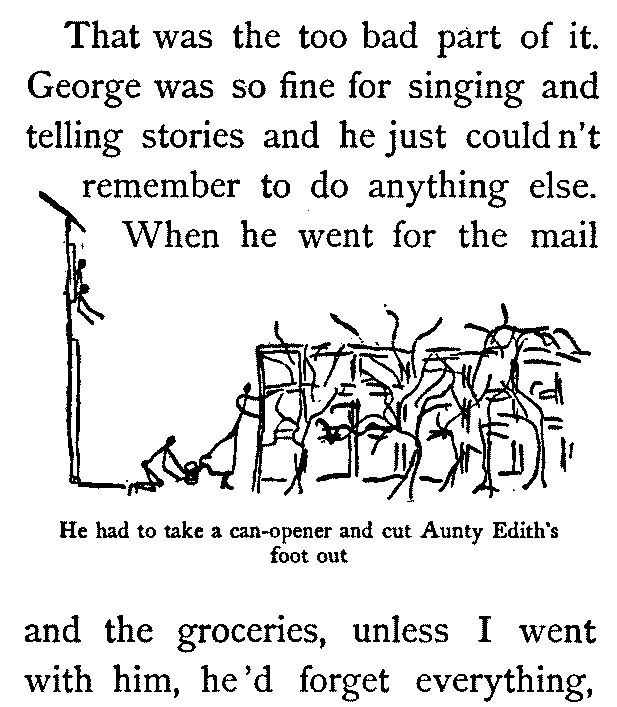 That was the too bad part of it.
George was so fine for singing and
telling stories and he just couldn't
remember to do anything else.
When he went for the mail
He had to take a can-opener and cut Aunty Edith's
foot out
and the groceries, unless I went
with him, he'd forget everything,